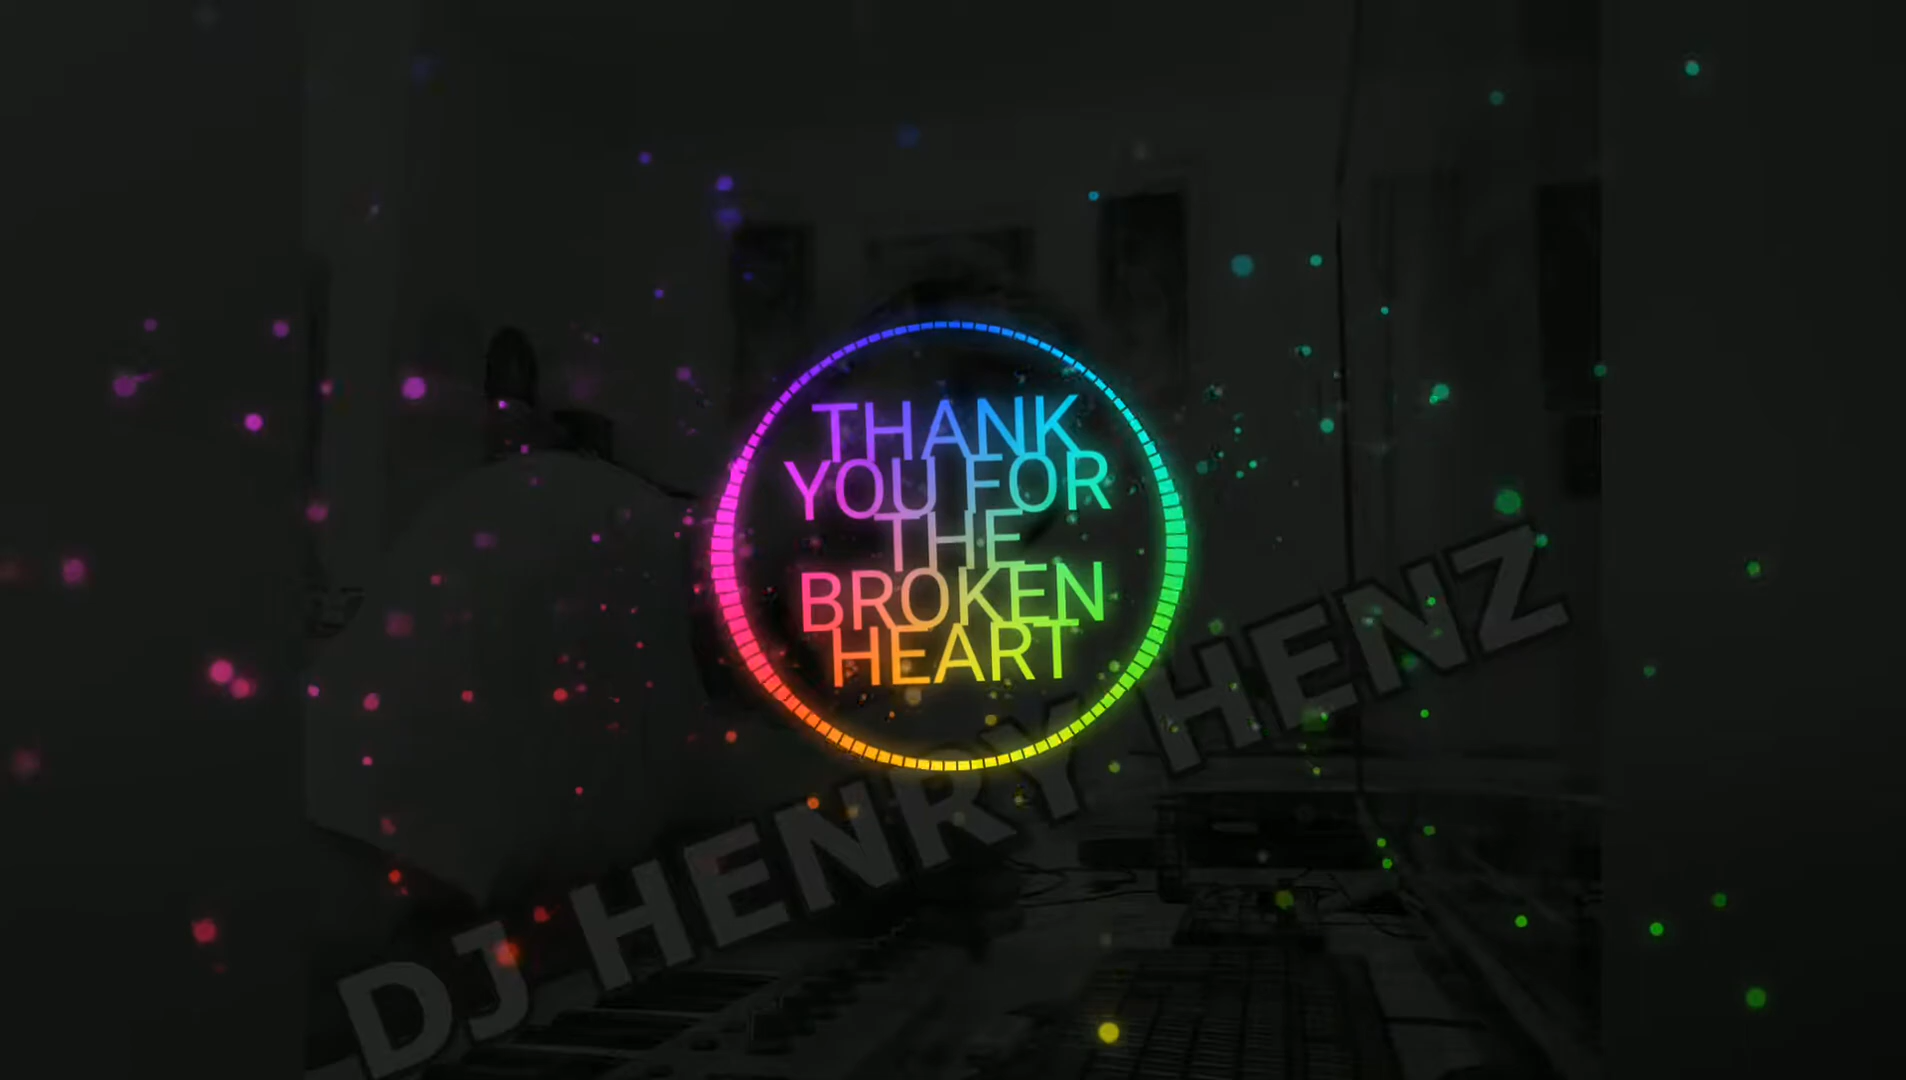 THANK
YOU FOR
THE
BROKEN
HEART
DJ HENRY HENZ